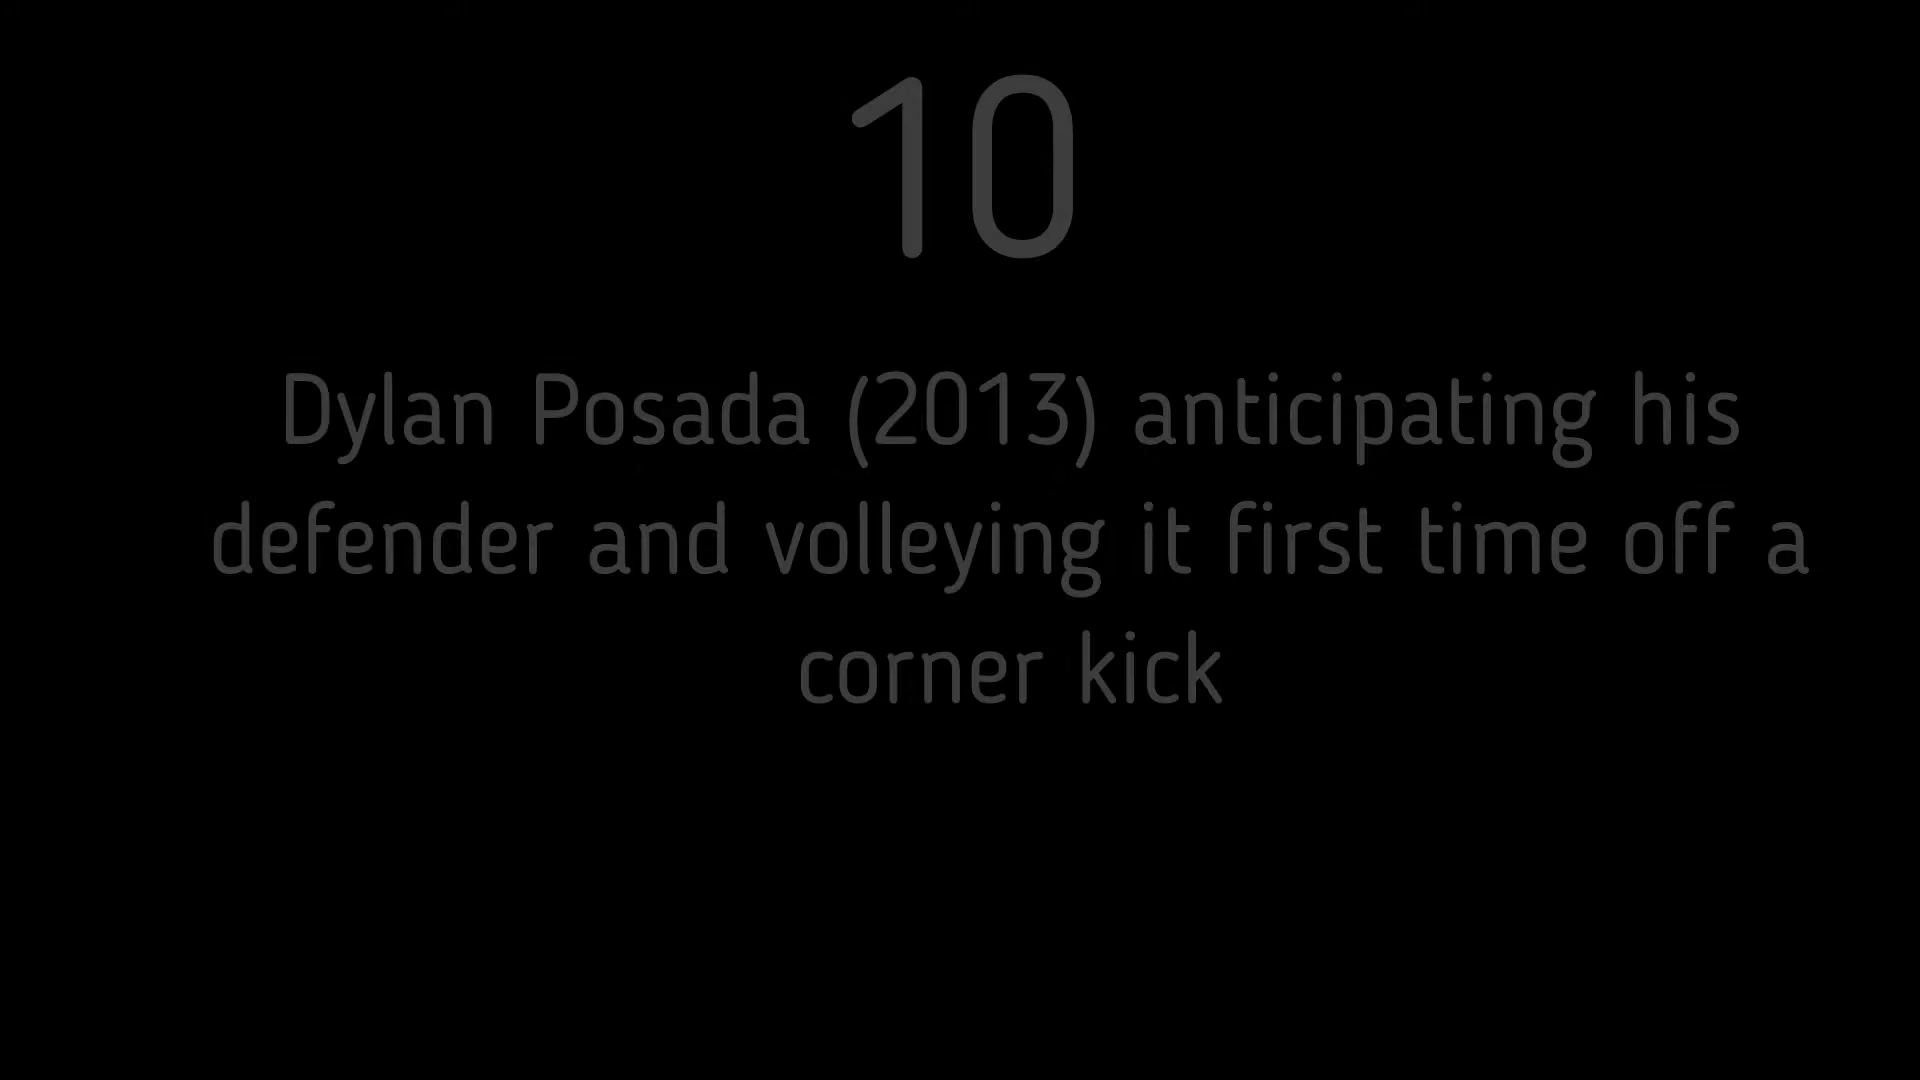 10
Dylan Posada (2013) anticipating his
defender and volleying it first time off a
corner kick